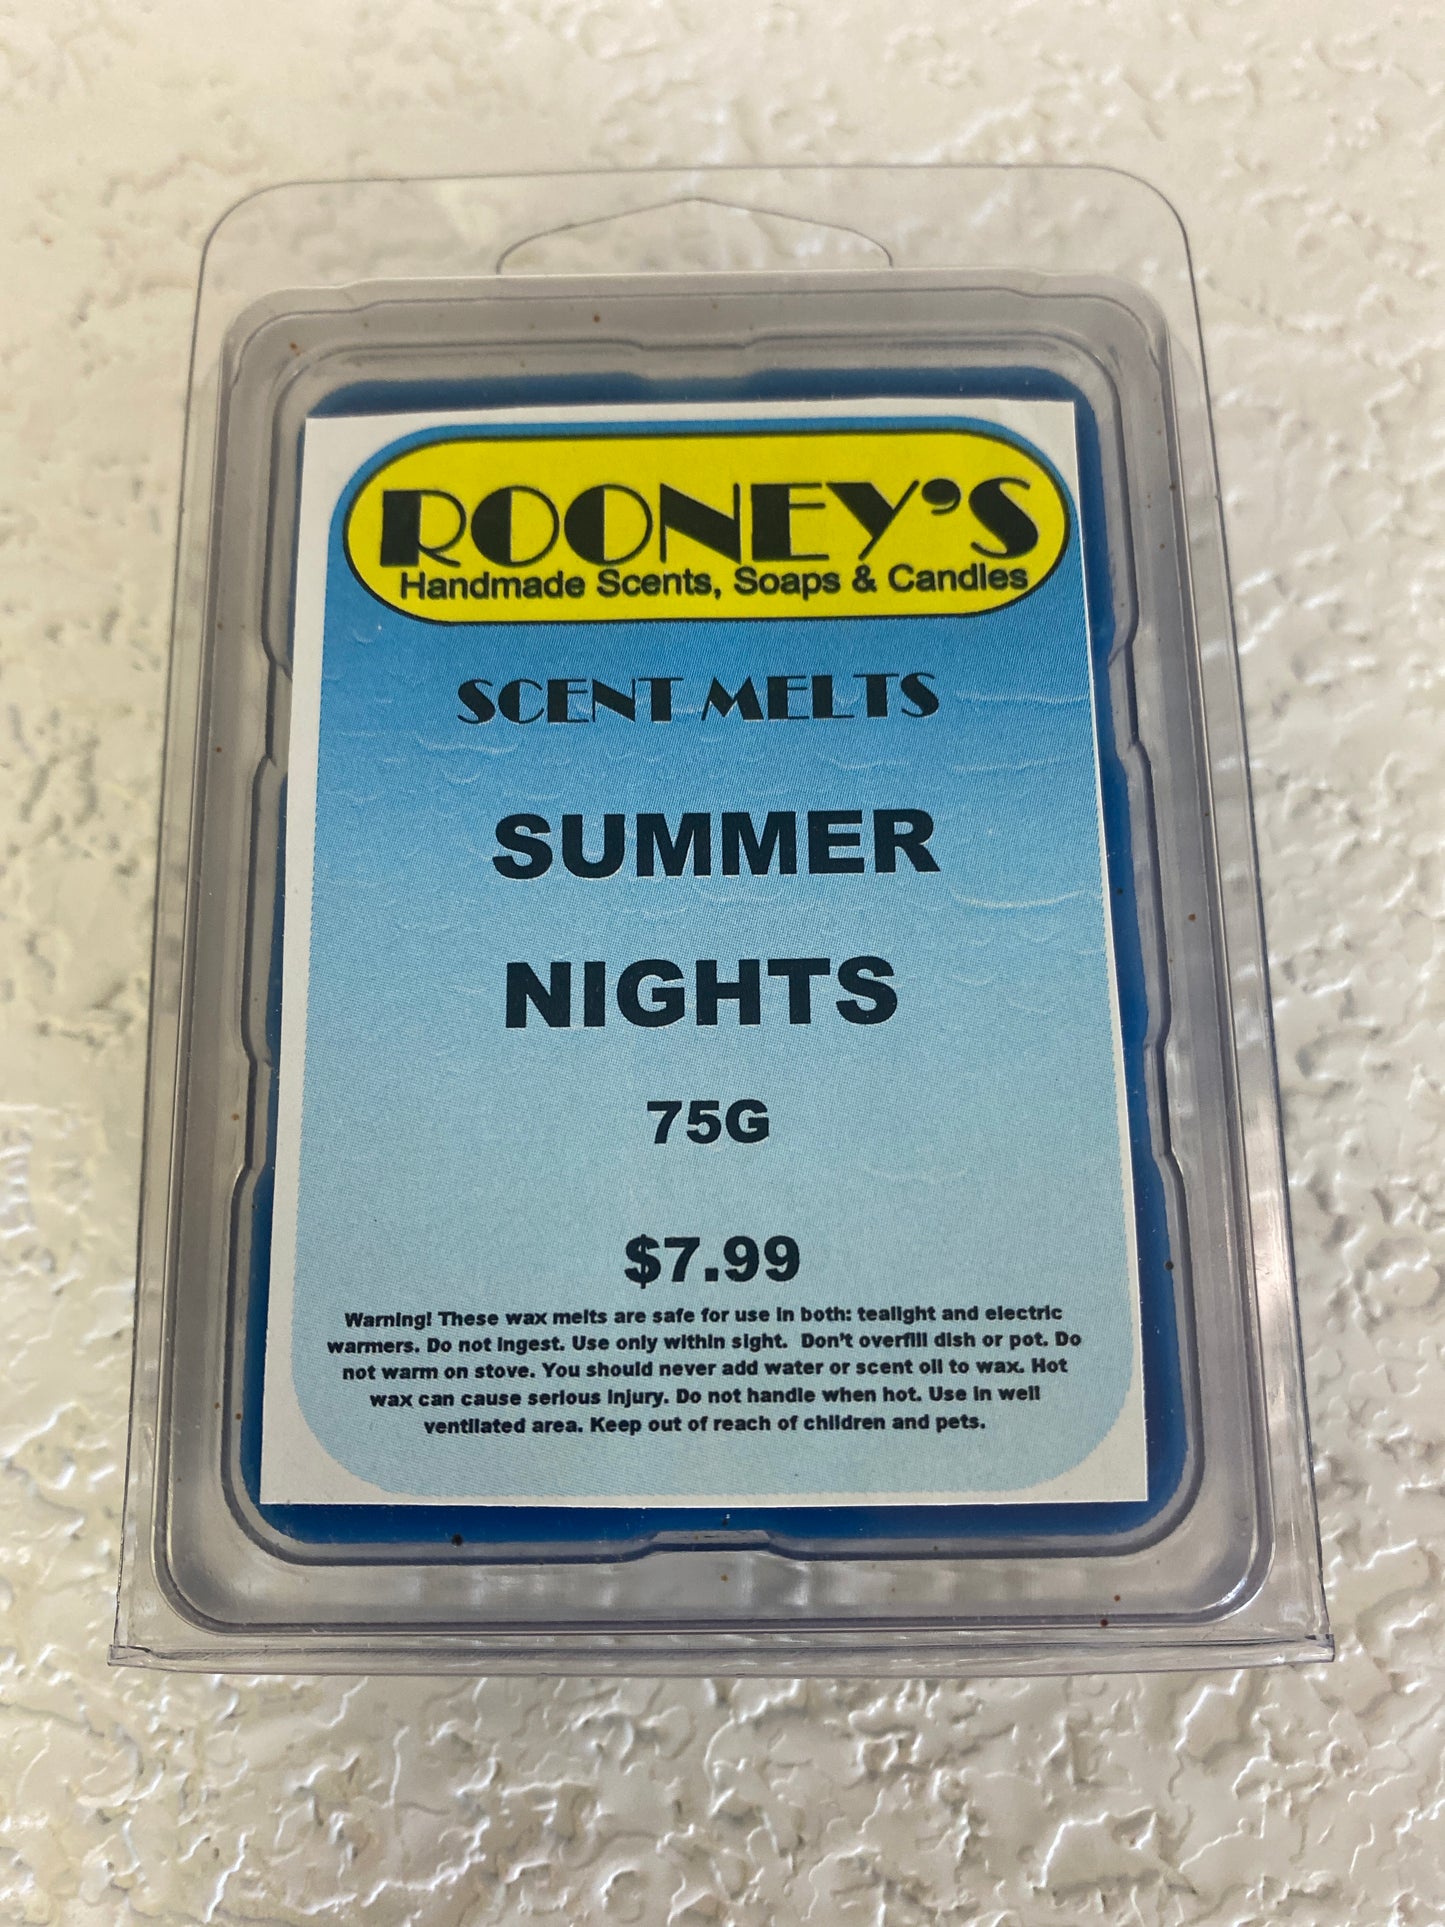 ROONEY'S
Handmade Scents, Soaps & Candles
SCENT MELTS
SUMMER
NIGHTS
75G
$7.99
Warning! These wax melts are safe for use in both: tealight and electric
warmers. Do not ingest. Use only within sight. Don't overfill dish or pot. Do
not warm on stove. You should never add water or scent oil to wax. Hot
wax can cause serious injury. Do not handle when hot. Use in well
ventilated area. Keep out of reach of children and pets.